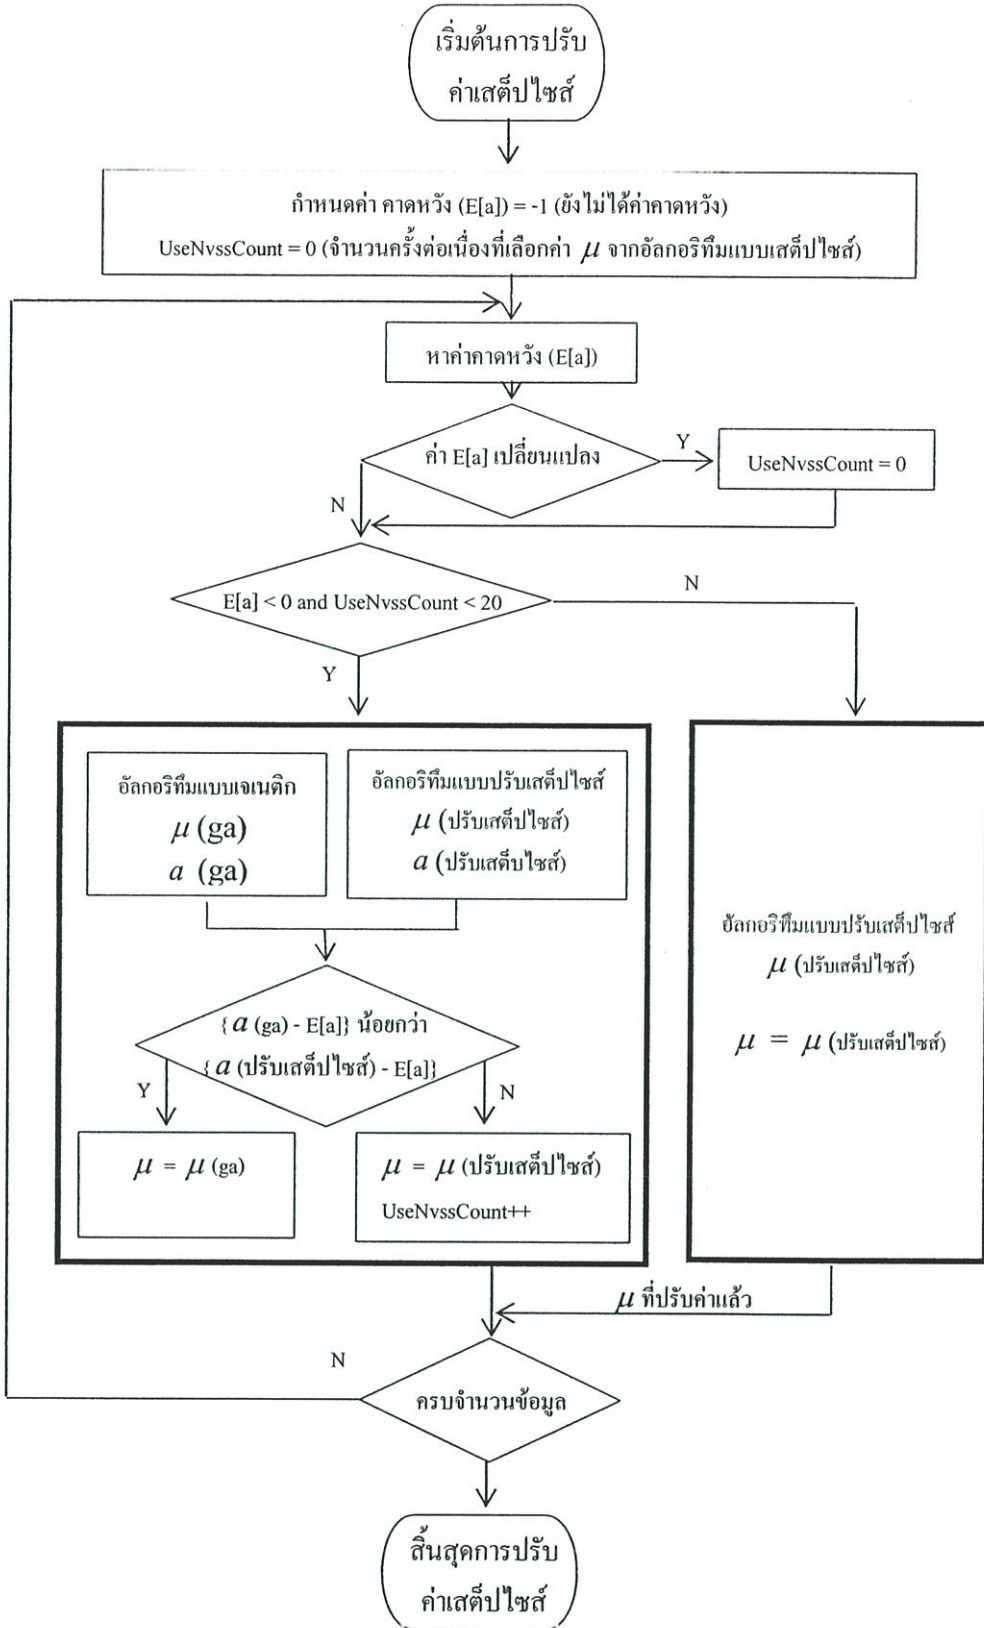 เริ่มต้นการปรับ
ค่าเสต็ปไซส์
กำหนดค่า คาดหวัง (E[a]) = -1 (ยังไม่ได้ค่าคาดหวัง)
UseNvssCount = 0 (จำนวนครั้งต่อเนื่องที่เลือกค่า μ จากอัลกอริทึมแบบเสต็ปไซส์)
หาค่าคาดหวัง (E[a])
ค่า E[a] เปลี่ยนแปลง
Y
UseNvssCount = 0
N
E[a] < 0 and UseNvssCount < 20
N
Y
อัลกอริทึมแบบเจเนติก
μ (ga)
a (ga)
อัลกอริทึมแบบปรับเสต็ปไซส์
μ (ปรับเสต็ปไซส์)
a (ปรับเสต็บไซส์)
อัลกอริทึมแบบปรับเสต็ปไซส์
μ (ปรับเสต็ปไซส์)
μ = μ (ปรับเสต็ปไซส์)
{ a (ga) - E[a]} น้อยกว่า
{ a (ปรับเสต็ปไซส์) - E[a]}
Y
N
μ = μ (ga)
μ = μ (ปรับเสต็ปไซส์)
UseNvssCount++
μ ที่ปรับค่าแล้ว
N
ครบจำนวนข้อมูล
สิ้นสุดการปรับ
ค่าเสต็ปไซส์